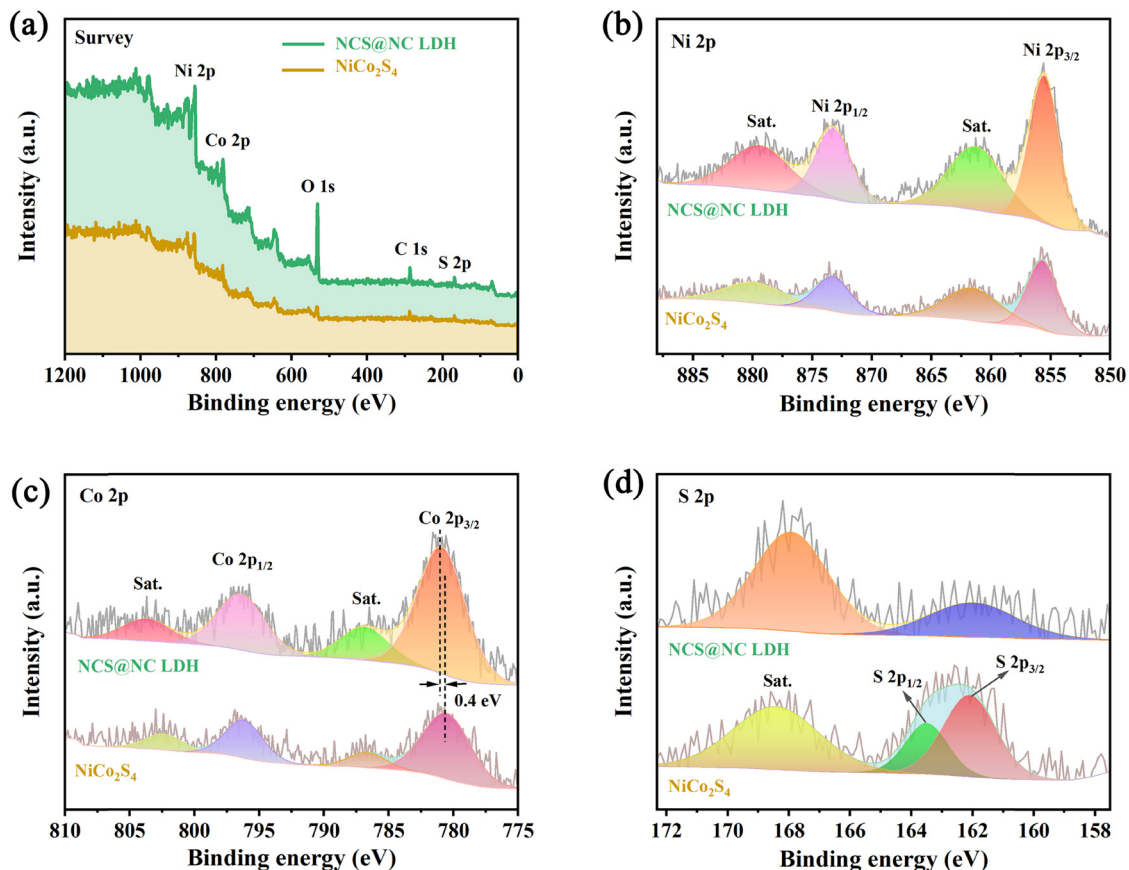 (a)
Survey
NCS@NC LDH
NiCo₂S₄
Ni 2p
Co 2p
O 1s
C 1s
S 2p
Intensity (a.u.)
1200 1000 800 600 400 200 0
Binding energy (eV)
(b)
Ni 2p
Ni 2p₃/₂
Sat.
Ni 2p₁/₂
Sat.
NCS@NC LDH
NiCo₂S₄
Intensity (a.u.)
885 880 875 870 865 860 855 850
Binding energy (eV)
(c)
Co 2p
Co 2p₃/₂
Co 2p₁/₂
Sat.
Sat.
NCS@NC LDH
0.4 eV
NiCo₂S₄
Intensity (a.u.)
810 805 800 795 790 785 780 775
Binding energy (eV)
(d)
S 2p
NCS@NC LDH
S 2p₃/₂
S 2p₁/₂
Sat.
NiCo₂S₄
Intensity (a.u.)
172 170 168 166 164 162 160 158
Binding energy (eV)